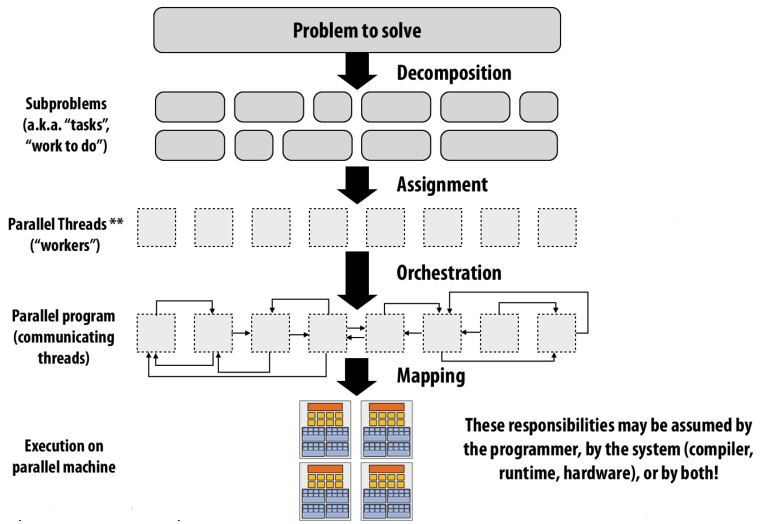 Problem to solve
Decomposition
Subproblems
(a.k.a. “tasks”,
“work to do”)
Assignment
Parallel Threads **
(“workers”)
Orchestration
Parallel program
(communicating
threads)
Mapping
Execution on
parallel machine
These responsibilities may be assumed by
the programmer, by the system (compiler,
runtime, hardware), or by both!